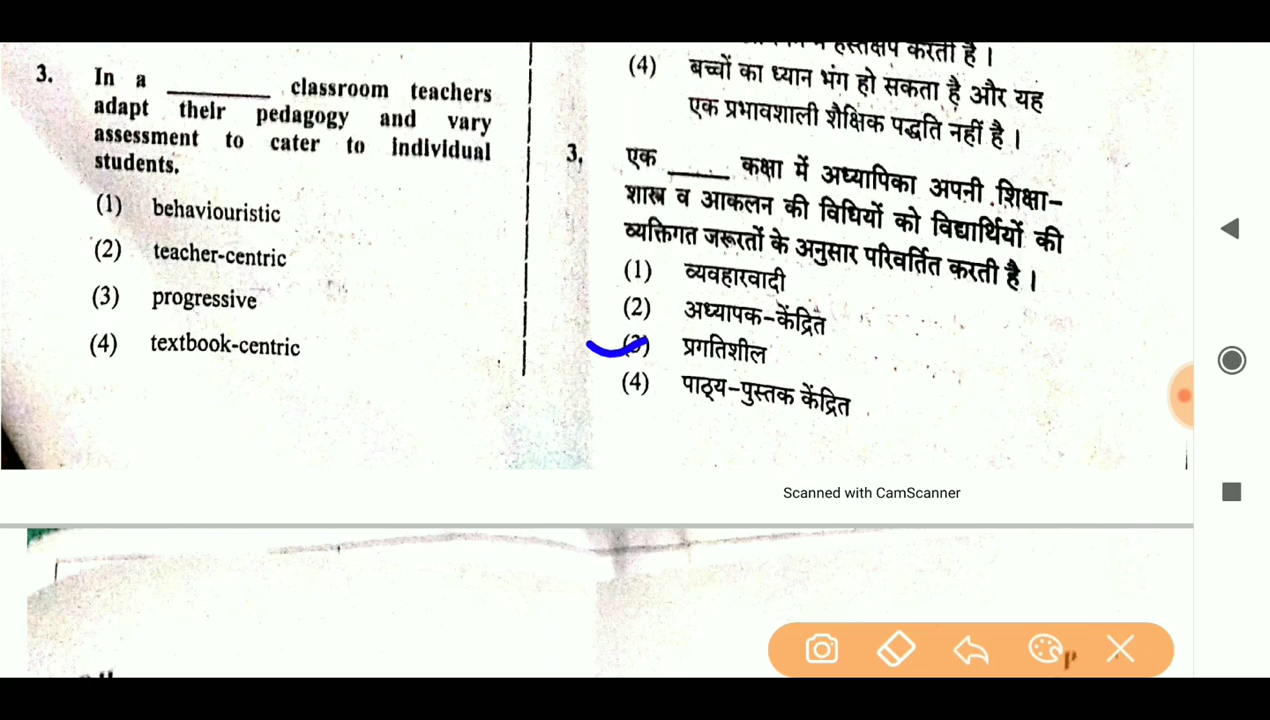 3. In a ________ classroom teachers
adapt their pedagogy and vary
assessment to cater to individual
students.
(1) behaviouristic
(2) teacher-centric
(3) progressive
(4) textbook-centric
हस्तक्षेप करती है ।
(4) बच्चों का ध्यान भंग हो सकता है और यह
एक प्रभावशाली शैक्षिक पद्धति नहीं है ।
3. एक _____ कक्षा में अध्यापिका अपनी शिक्षा-
शास्त्र व आकलन की विधियों को विद्यार्थियों की
व्यक्तिगत जरूरतों के अनुसार परिवर्तित करती है ।
(1) व्यवहारवादी
(2) अध्यापक-केंद्रित
(3) प्रगतिशील
(4) पाठ्य-पुस्तक केंद्रित
Scanned with CamScanner